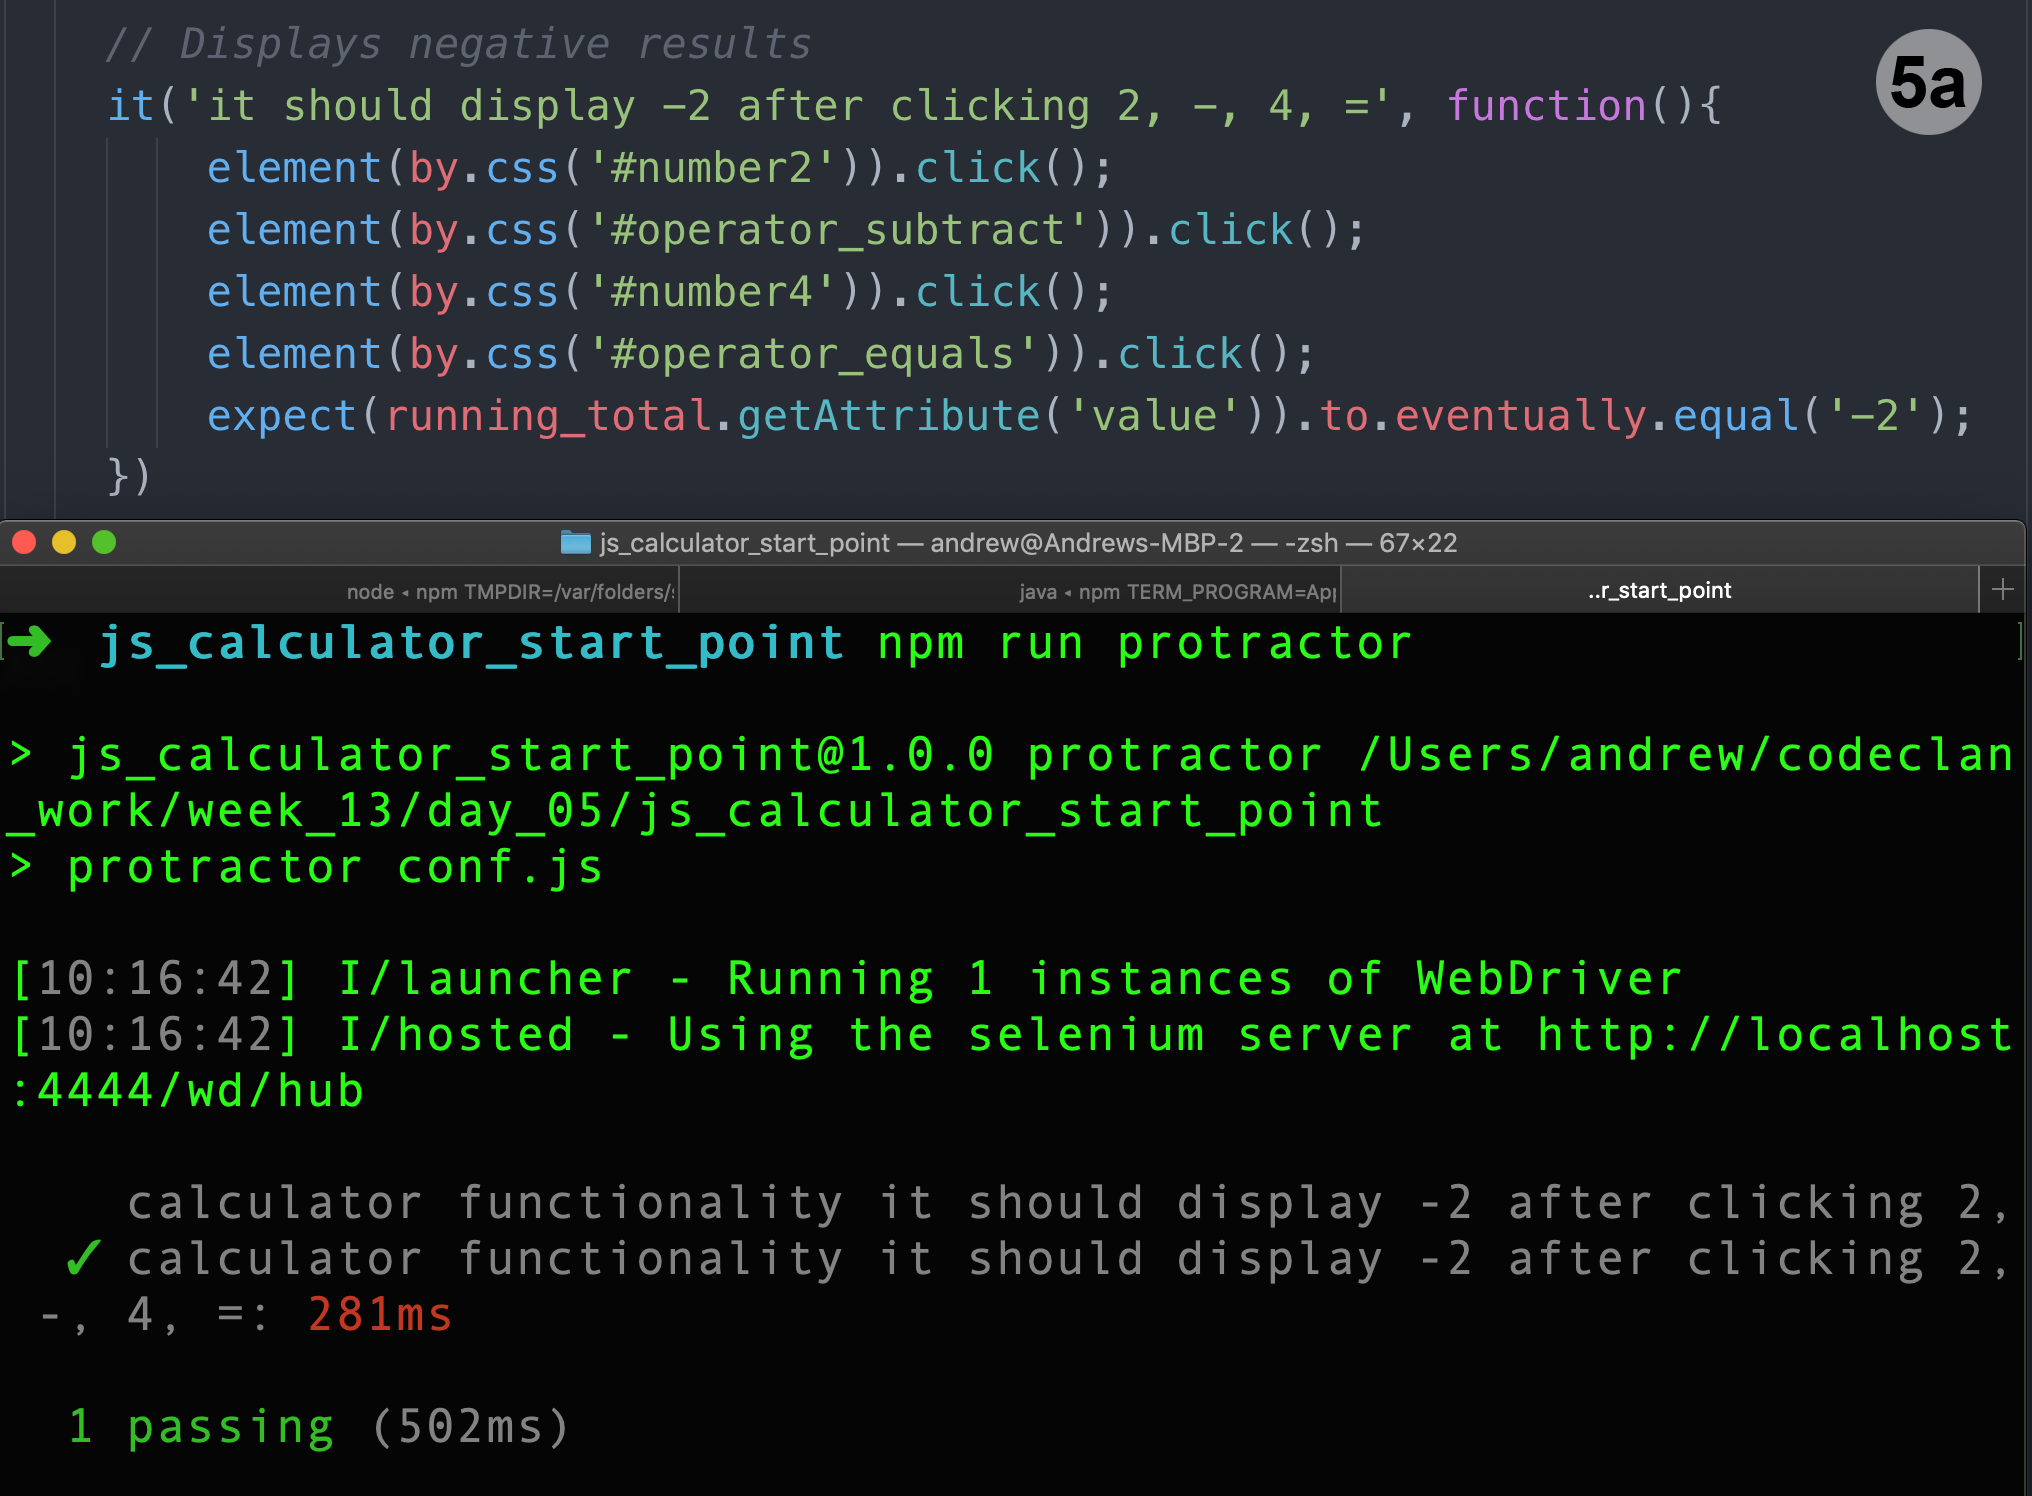 // Displays negative results
5a
it('it should display -2 after clicking 2, -, 4, =', function(){
element(by.css('#number2')).click();
element(by.css('#operator_subtract')).click();
element(by.css('#number4')).click();
element(by.css('#operator_equals')).click();
expect(running_total.getAttribute('value')).to.eventually.equal('-2');
})
js_calculator_start_point — andrew@Andrews-MBP-2 — -zsh — 67×22
node ◂ npm TMPDIR=/var/folders/
java ◂ npm TERM_PROGRAM=App
..r_start_point
+
➜ js_calculator_start_point npm run protractor
> js_calculator_start_point@1.0.0 protractor /Users/andrew/codeclan
_work/week_13/day_05/js_calculator_start_point
> protractor conf.js
[10:16:42] I/launcher - Running 1 instances of WebDriver
[10:16:42] I/hosted - Using the selenium server at http://localhost
:4444/wd/hub
calculator functionality it should display -2 after clicking 2,
✓ calculator functionality it should display -2 after clicking 2,
-, 4, =: 281ms
1 passing (502ms)